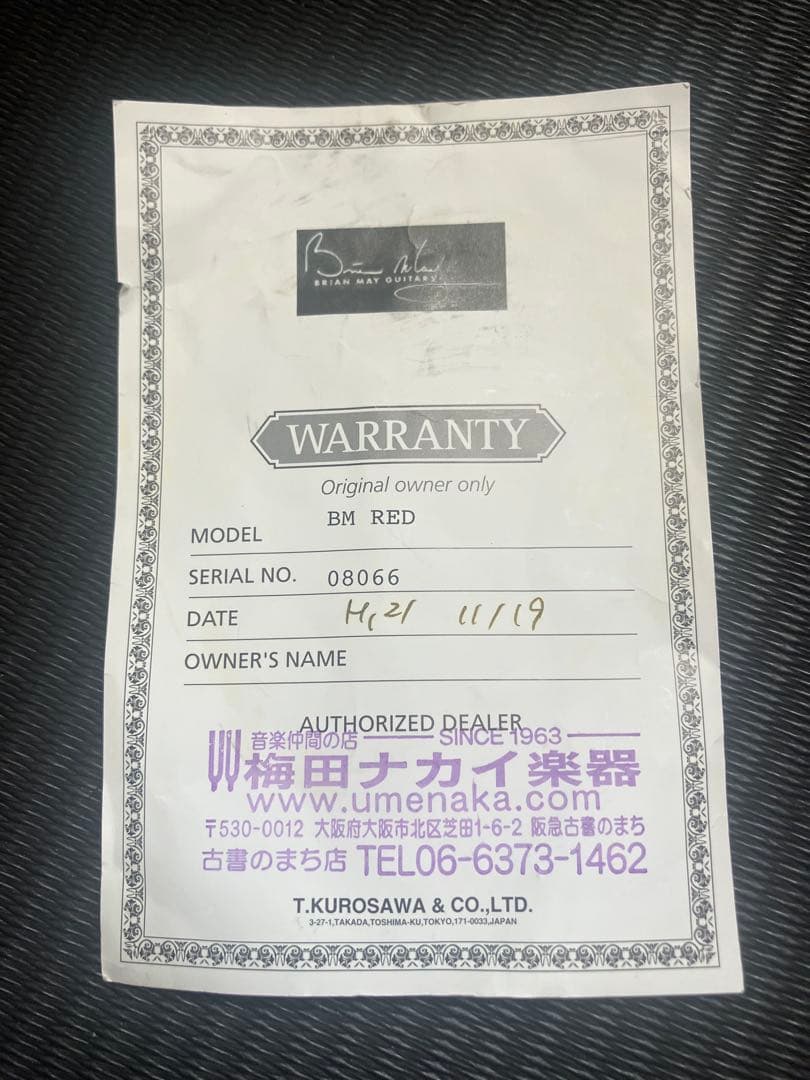 Brian May
BRIAN MAY GUITARS
WARRANTY
Original owner only
MODEL BM RED
SERIAL NO. 08066
DATE H,21 11/19
OWNER'S NAME
AUTHORIZED DEALER
音楽仲間の店 SINCE 1963
梅田ナカイ楽器
www.umenaka.com
〒530-0012 大阪府大阪市北区芝田1-6-2 阪急古書のまち
古書のまち店 TEL06-6373-1462
T.KUROSAWA & CO.,LTD.
3-27-1,TAKADA,TOSHIMA-KU,TOKYO,171-0033,JAPAN